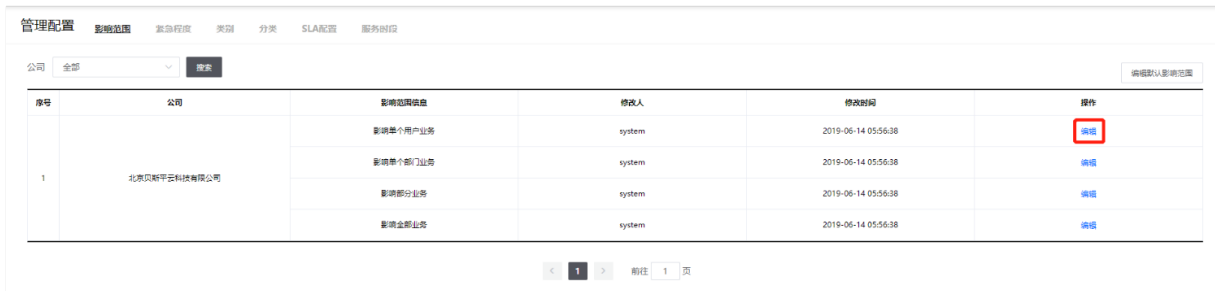 管理配置 影响范围 紧急程度 类别 分类 SLA配置 服务时段
公司 全部 搜索 编辑默认影响范围
序号 公司 影响范围信息 修改人 修改时间 操作
影响单个用户业务 system 2019-06-14 05:56:38 编辑
影响单个部门业务 system 2019-06-14 05:56:38 编辑
1 北京贝斯平云科技有限公司
影响部分业务 system 2019-06-14 05:56:38 编辑
影响全部业务 system 2019-06-14 05:56:38 编辑
< 1 > 前往 1 页